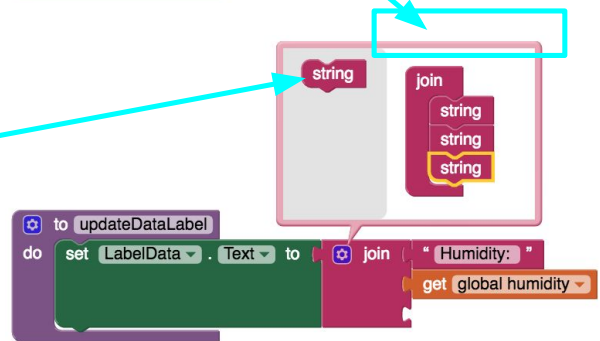 string
join
string
string
string
to updateDataLabel
do set LabelData . Text to join “ Humidity: ”
get global humidity